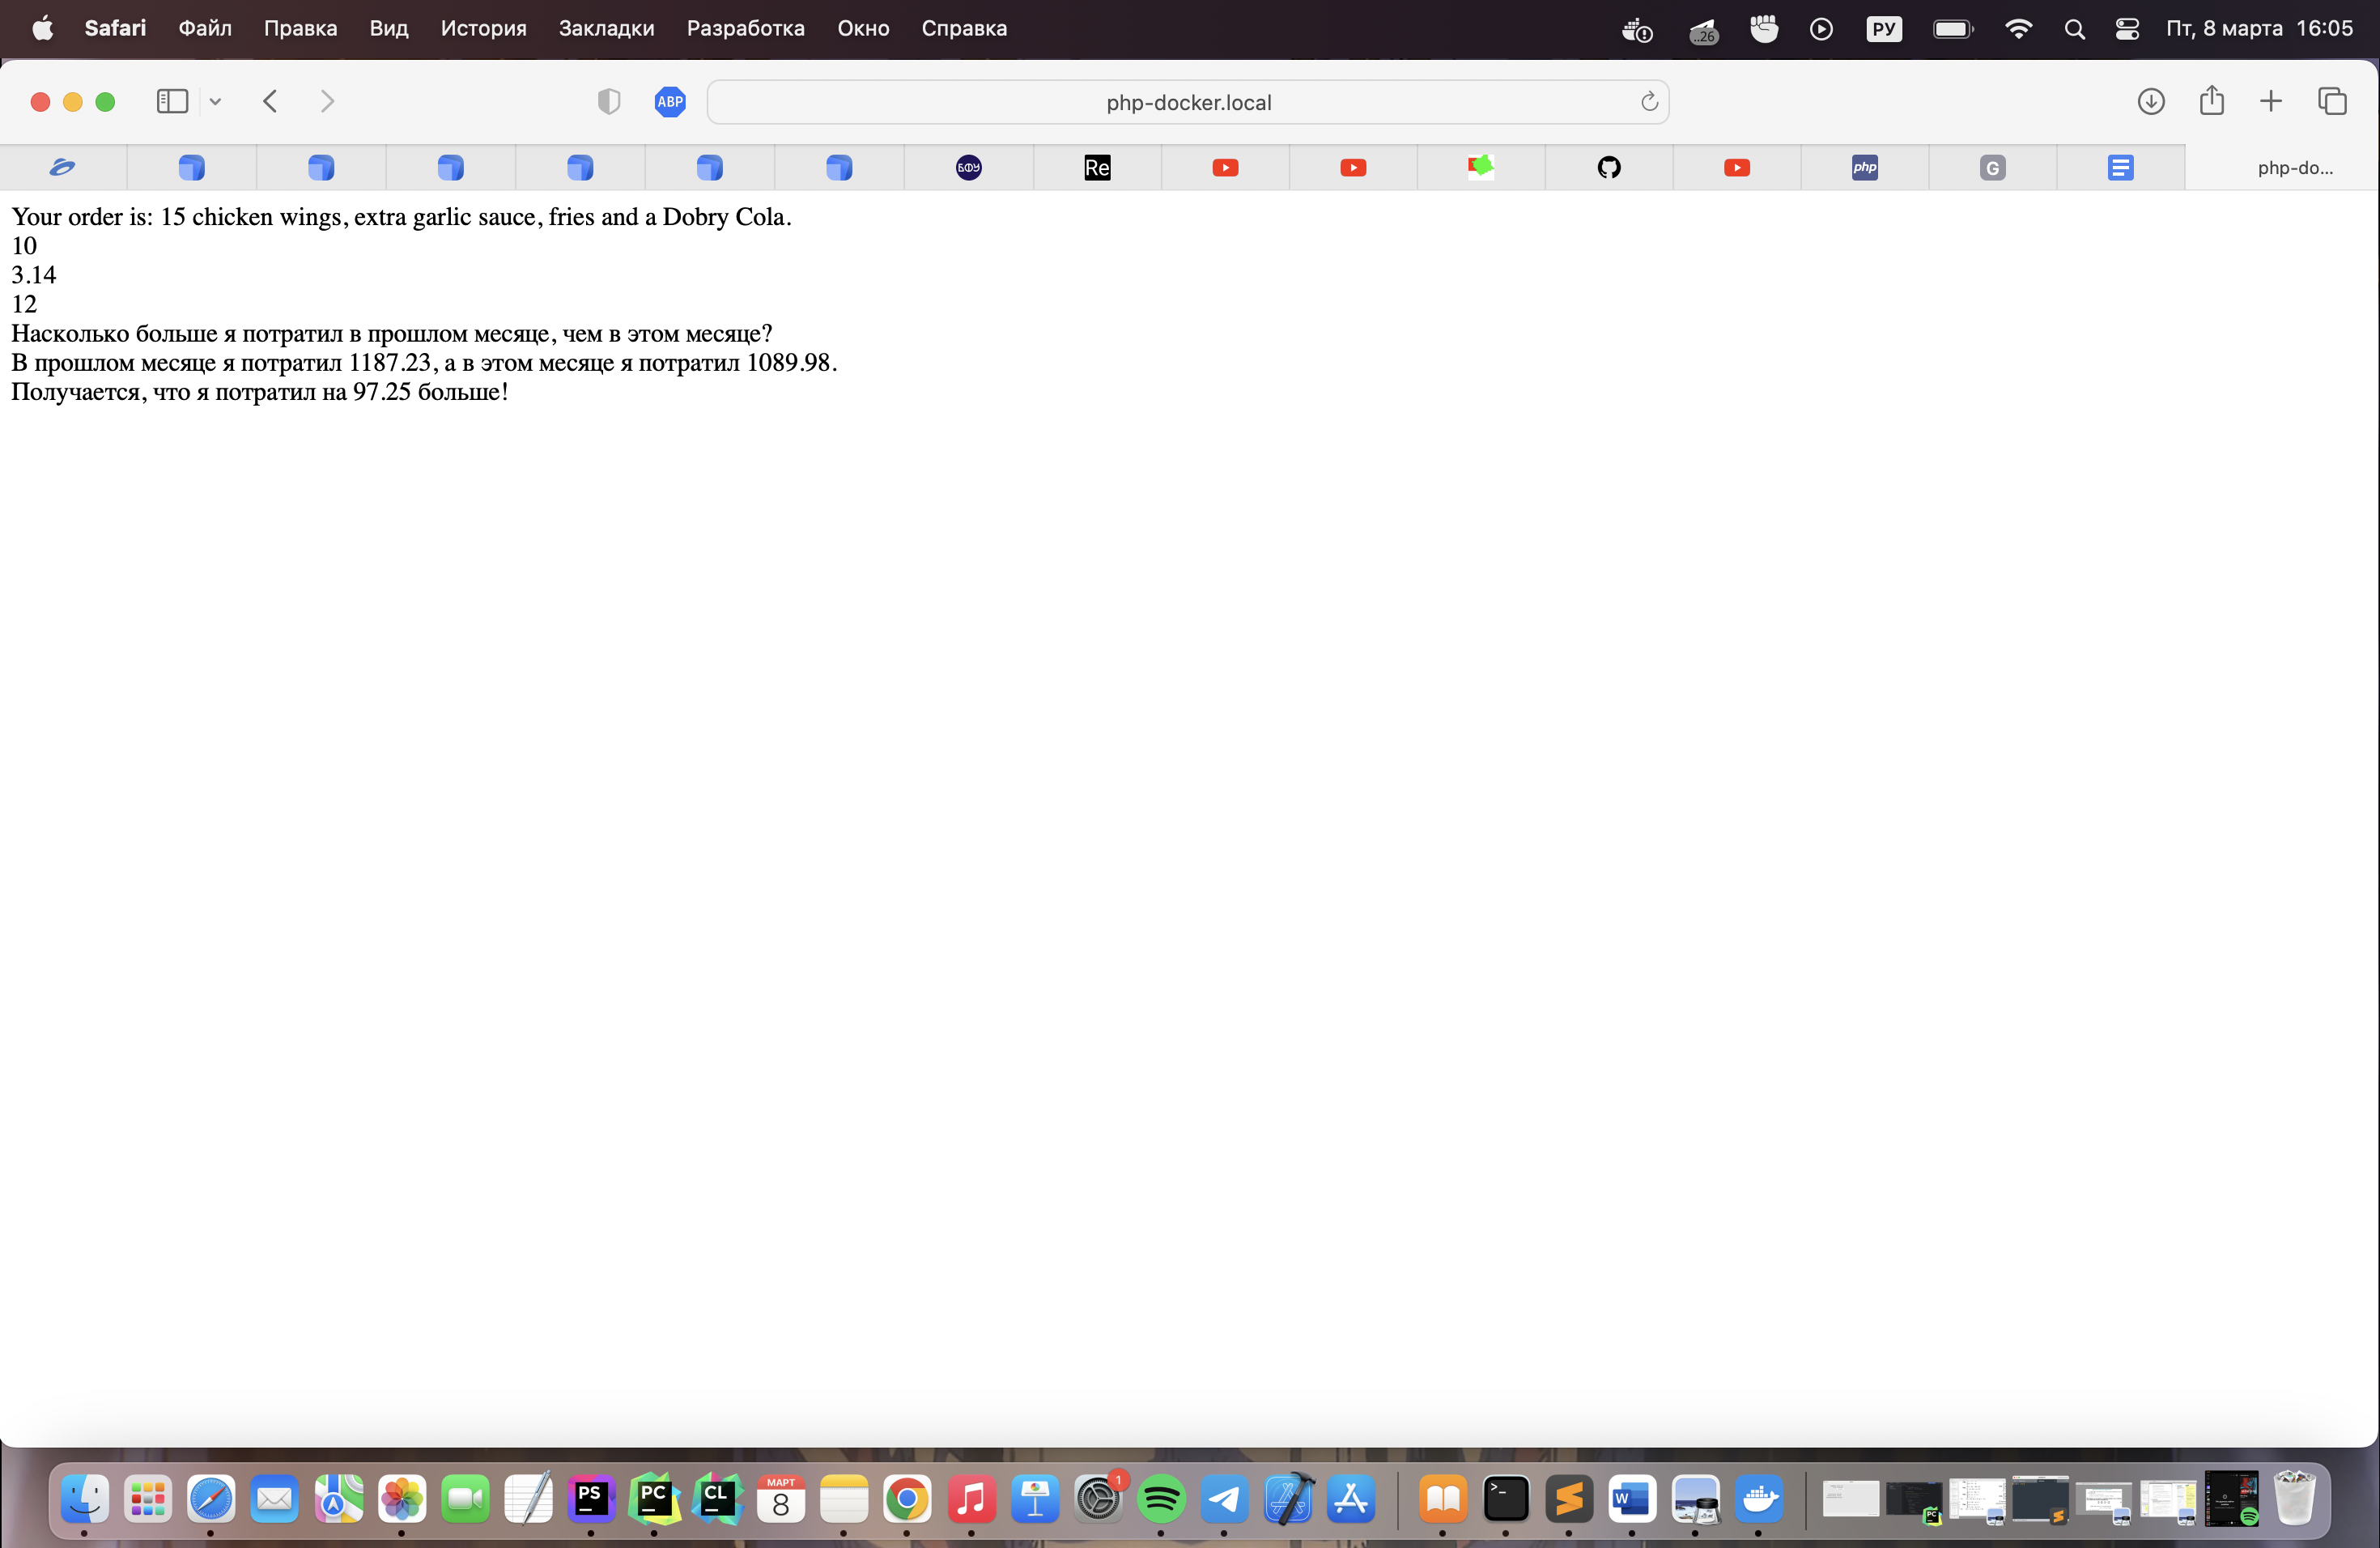 Safari Файл Правка Вид История Закладки Разработка Окно Справка ..26 РУ Пт, 8 марта 16:05
ABP php-docker.local
БФУ Re php G php-do...
Your order is: 15 chicken wings, extra garlic sauce, fries and a Dobry Cola.
10
3.14
12
Насколько больше я потратил в прошлом месяце, чем в этом месяце?
В прошлом месяце я потратил 1187.23, а в этом месяце я потратил 1089.98.
Получается, что я потратил на 97.25 больше!
PS PC CL МАРТ 8 1 >_ W PC